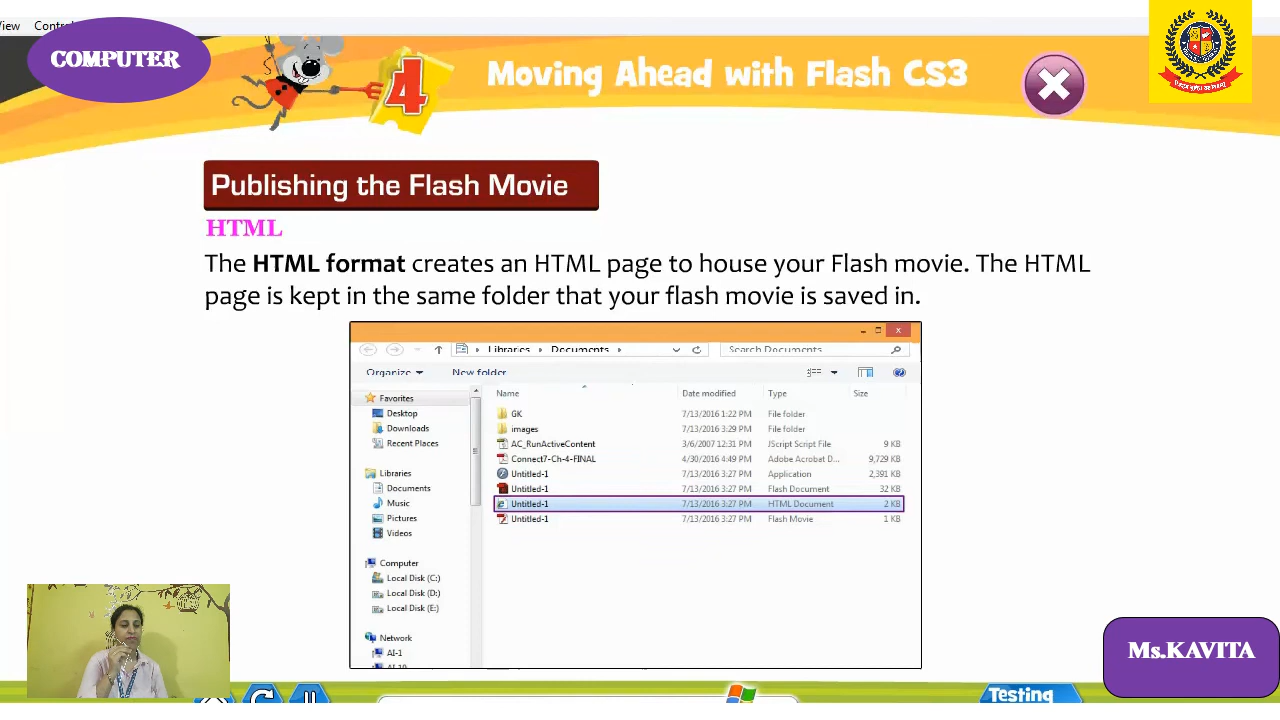 View Control
COMPUTER
4
Moving Ahead with Flash CS3
Publishing the Flash Movie
HTML
The HTML format creates an HTML page to house your Flash movie. The HTML
page is kept in the same folder that your flash movie is saved in.
Libraries Documents Search Documents
Organize New folder
Name Date modified Type Size
Favorites
Desktop
Downloads
Recent Places
Libraries
Documents
Music
Pictures
Videos
Computer
Local Disk (C:)
Local Disk (D:)
Local Disk (E:)
Network
AI-1
AI-10
GK 7/13/2016 1:22 PM File folder
images 7/13/2016 3:29 PM File folder
AC_RunActiveContent 3/6/2007 12:31 PM JScript Script File 9 KB
Connect7-Ch-4-FINAL 4/30/2016 4:49 PM Adobe Acrobat D... 9,729 KB
Untitled-1 7/13/2016 3:27 PM Application 2,391 KB
Untitled-1 7/13/2016 3:27 PM Flash Document 32 KB
Untitled-1 7/13/2016 3:27 PM HTML Document 2 KB
Untitled-1 7/13/2016 3:27 PM Flash Movie 1 KB
Ms.KAVITA
Testing